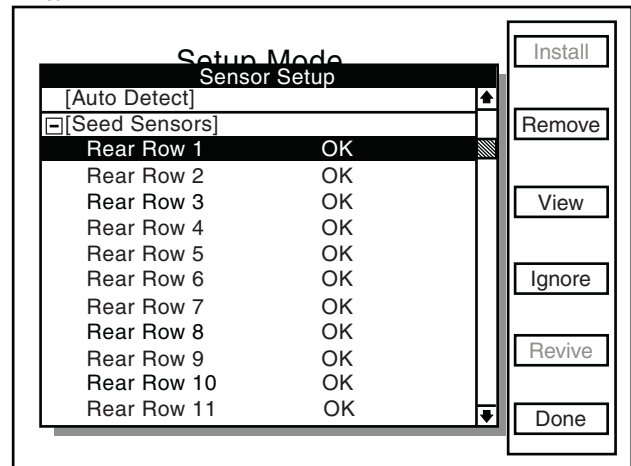 Setup Mode
Sensor Setup
[Auto Detect]
[Seed Sensors]
Rear Row 1 OK
Rear Row 2 OK
Rear Row 3 OK
Rear Row 4 OK
Rear Row 5 OK
Rear Row 6 OK
Rear Row 7 OK
Rear Row 8 OK
Rear Row 9 OK
Rear Row 10 OK
Rear Row 11 OK
Install
Remove
View
Ignore
Revive
Done